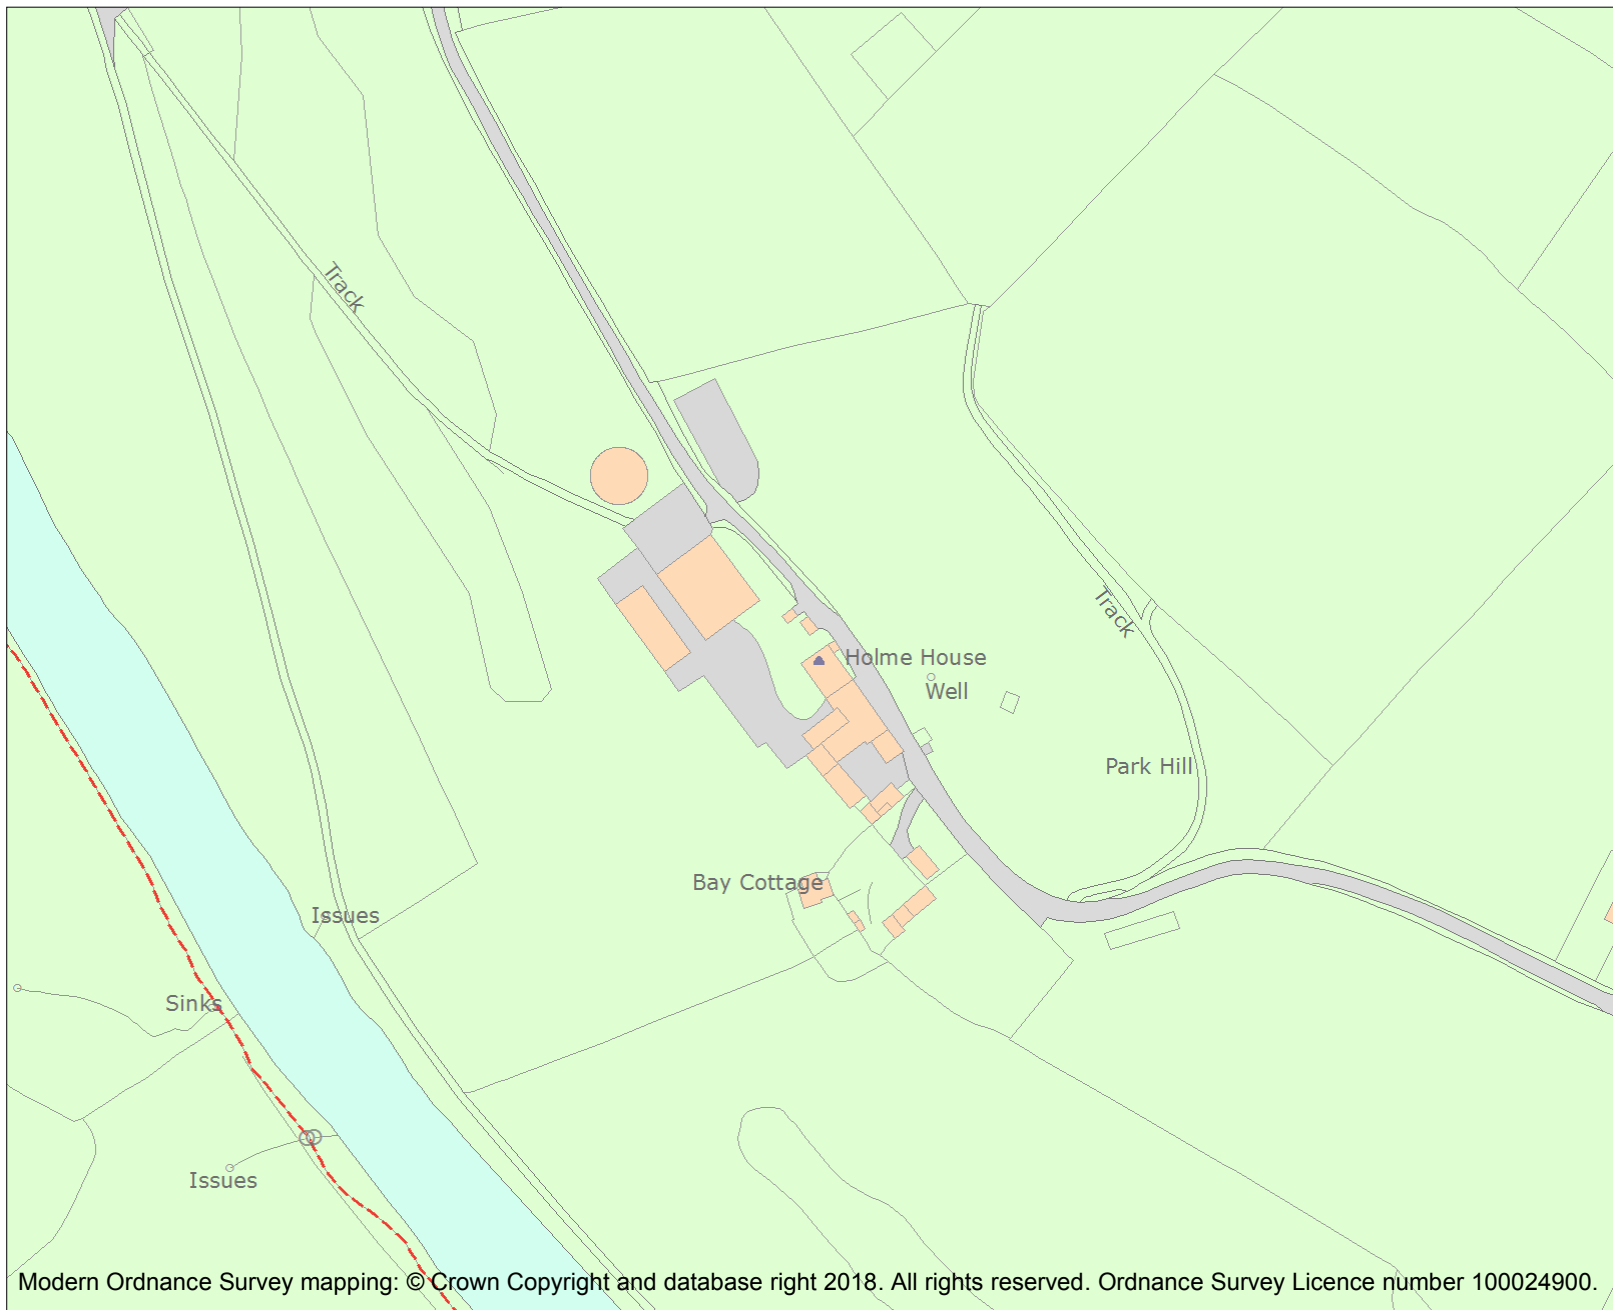 Track
Track
Holme House
Well
Park Hill
Bay Cottage
Issues
Sinks
Issues
Modern Ordnance Survey mapping: © Crown Copyright and database right 2018. All rights reserved. Ordnance Survey Licence number 100024900.